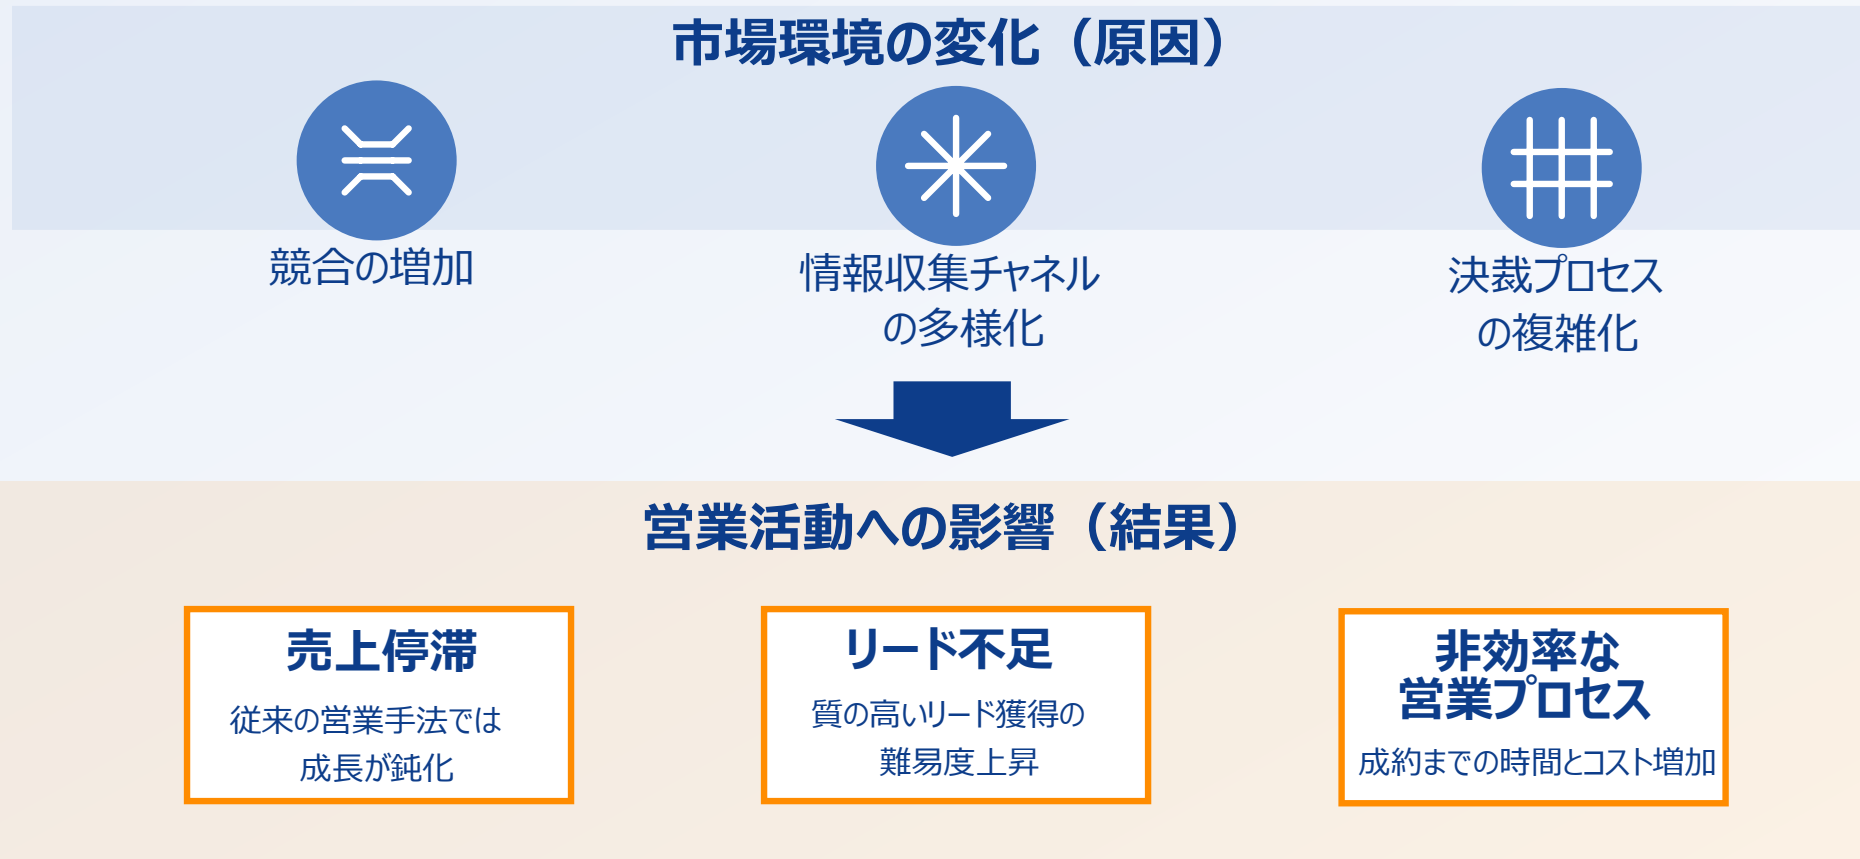 市場環境の変化（原因）
競合の増加
情報収集チャネル
の多様化
決裁プロセス
の複雑化
営業活動への影響（結果）
売上停滞
従来の営業手法では
成長が鈍化
リード不足
質の高いリード獲得の
難易度上昇
非効率な
営業プロセス
成約までの時間とコスト増加